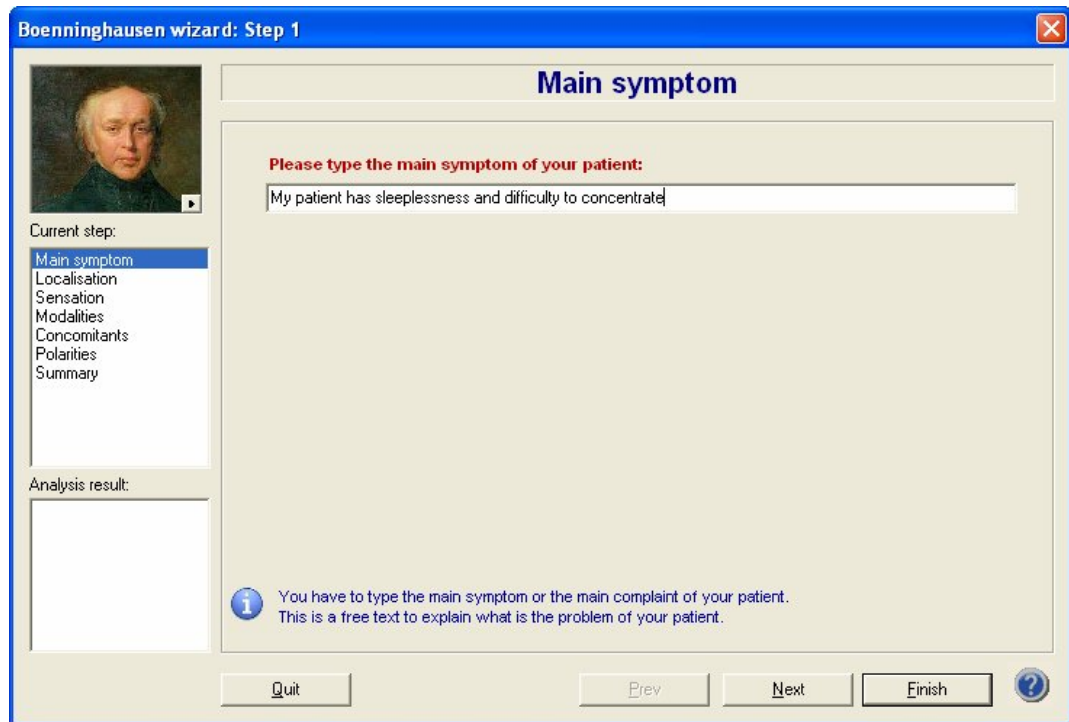 Boenninghausen wizard: Step 1
Main symptom
Please type the main symptom of your patient:
My patient has sleeplessness and difficulty to concentrate
Current step:
Main symptom
Localisation
Sensation
Modalities
Concomitants
Polarities
Summary
Analysis result:
You have to type the main symptom or the main complaint of your patient.
This is a free text to explain what is the problem of your patient.
Quit
Prev
Next
Finish